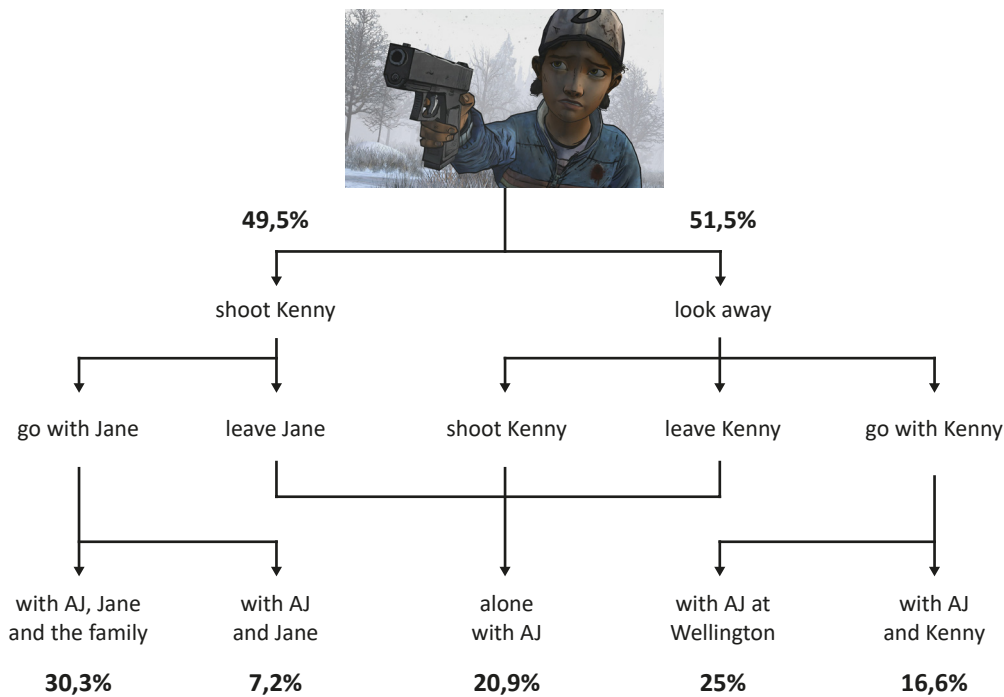 49,5%
51,5%
shoot Kenny
look away
go with Jane
leave Jane
shoot Kenny
leave Kenny
go with Kenny
with AJ, Jane
and the family
with AJ
and Jane
alone
with AJ
with AJ at
Wellington
with AJ
and Kenny
30,3%
7,2%
20,9%
25%
16,6%